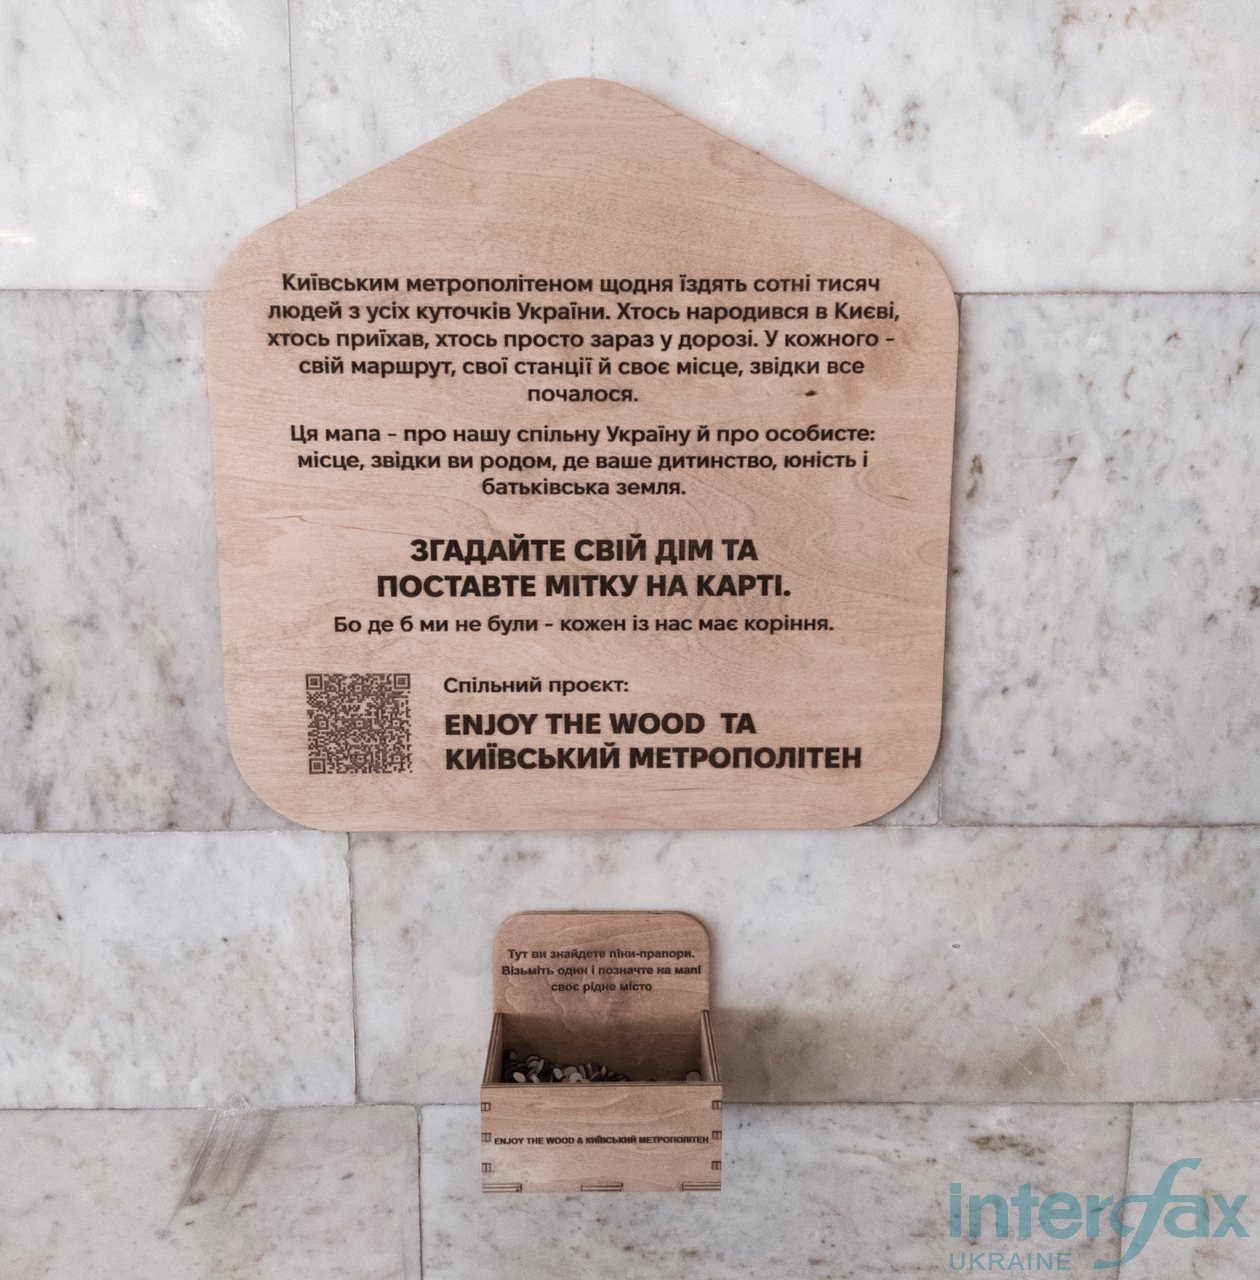 Київським метрополітеном щодня їздять сотні тисяч
людей з усіх куточків України. Хтось народився в Києві,
хтось приїхав, хтось просто зараз у дорозі. У кожного –
свій маршрут, свої станції й своє місце, звідки все
почалося.
Ця мапа – про нашу спільну Україну й про особисте:
місце, звідки ви родом, де ваше дитинство, юність і
батьківська земля.
ЗГАДАЙТЕ СВІЙ ДІМ ТА
ПОСТАВТЕ МІТКУ НА КАРТІ.
Бо де б ми не були – кожен із нас має коріння.
Спільний проєкт:
ENJOY THE WOOD ТА
КИЇВСЬКИЙ МЕТРОПОЛІТЕН
Тут ви знайдете піни-прапори.
Візьміть один і позначте на мапі
своє рідне місто
ENJOY THE WOOD & КИЇВСЬКИЙ МЕТРОПОЛІТЕН
interfax
UKRAINE